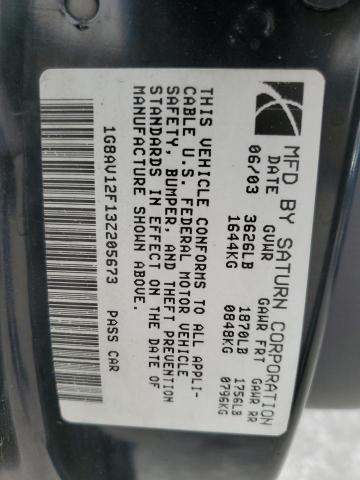 MFD BY SATURN CORPORATION
DATE GVWR GAWR FRT GAWR RR
06/03 3626LB 1870LB 1756LB
1644KG 0848KG 0796KG
THIS VEHICLE CONFORMS TO ALL APPLI-
CABLE U.S. FEDERAL MOTOR VEHICLE
SAFETY, BUMPER, AND THEFT PREVENTION
STANDARDS IN EFFECT ON THE DATE OF
MANUFACTURE SHOWN ABOVE.
1G8AV12F13Z205673 PASS CAR